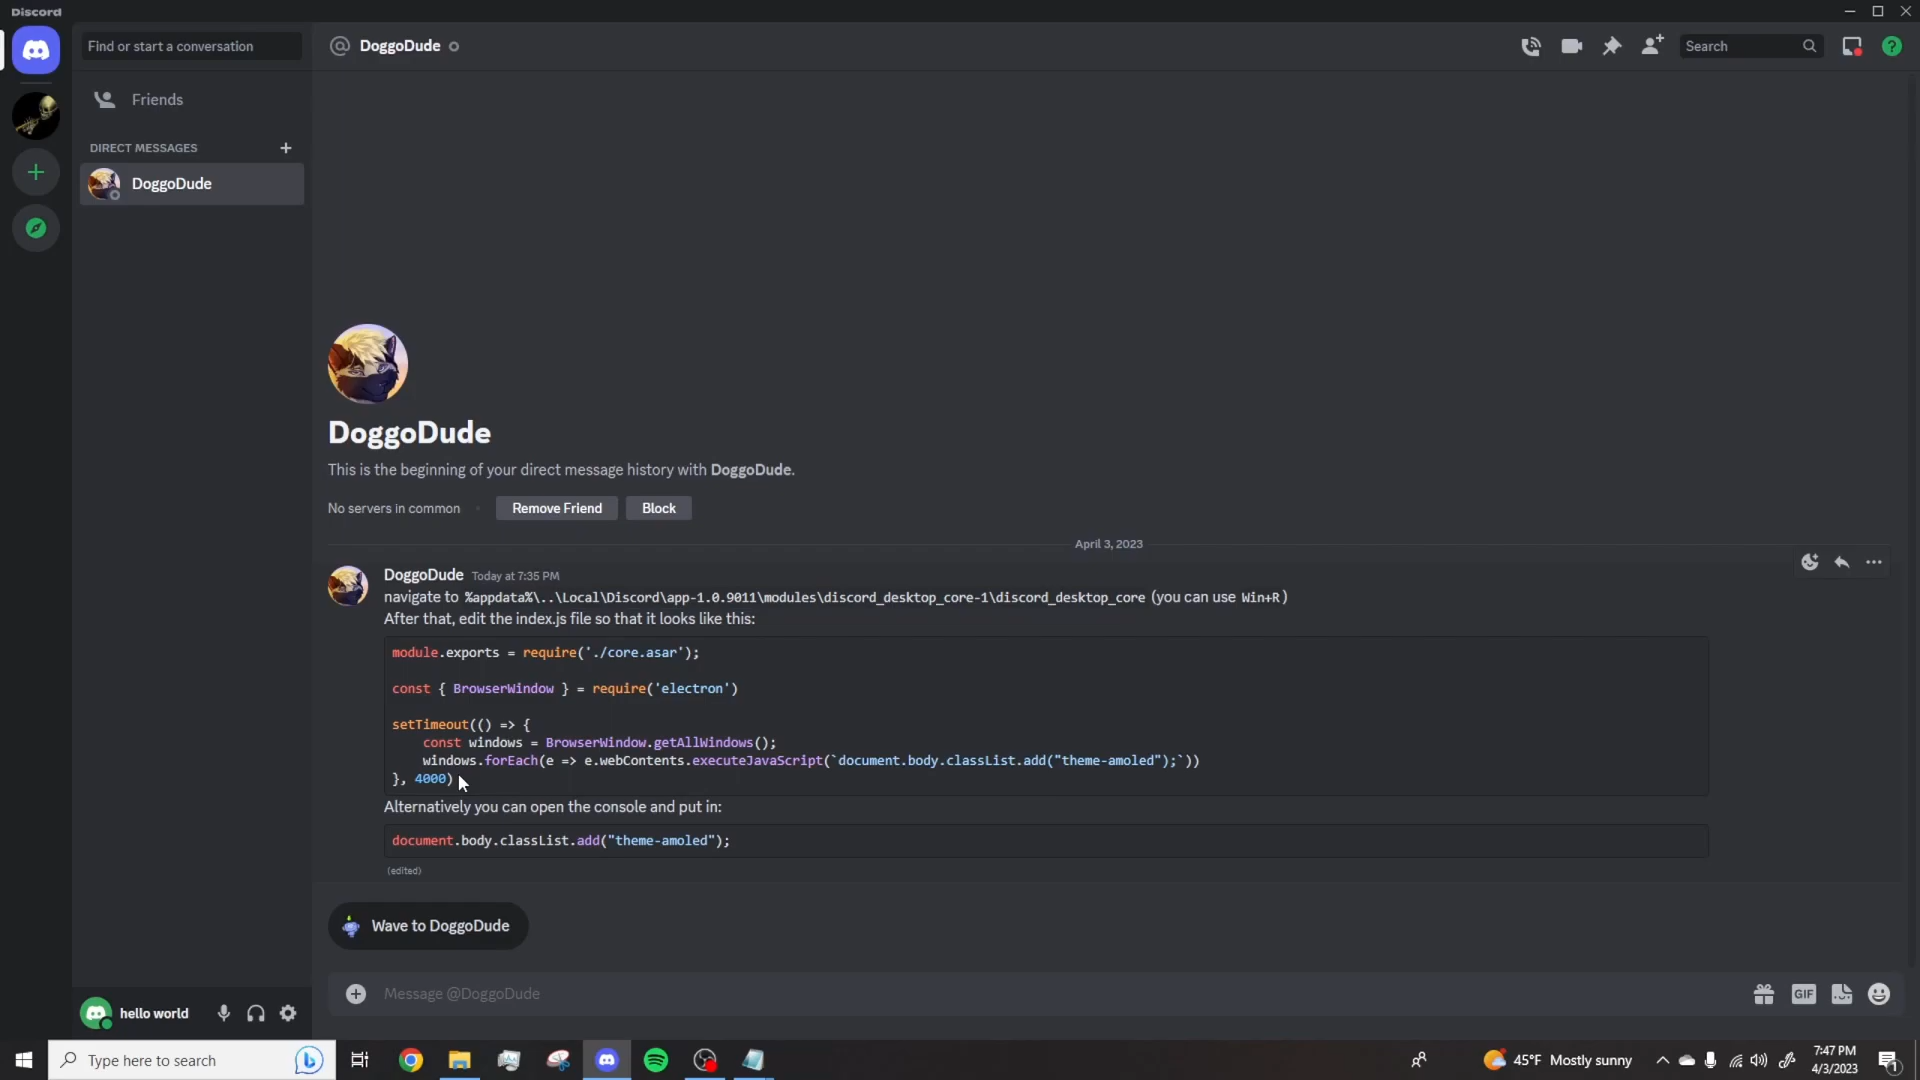 Discord
Find or start a conversation
DoggoDude
Search
Friends
DIRECT MESSAGES
DoggoDude
DoggoDude
This is the beginning of your direct message history with DoggoDude.
No servers in common
Remove Friend
Block
April 3, 2023
DoggoDude Today at 7:35 PM
navigate to %appdata%\..\Local\Discord\app-1.0.9011\modules\discord_desktop_core-1\discord_desktop_core (you can use Win+R)
After that, edit the index.js file so that it looks like this:
module.exports = require('./core.asar');
const { BrowserWindow } = require('electron')
setTimeout(() => {
const windows = BrowserWindow.getAllWindows();
windows.forEach(e => e.webContents.executeJavaScript(`document.body.classList.add("theme-amoled");`))
}, 4000)
Alternatively you can open the console and put in:
document.body.classList.add("theme-amoled");
(edited)
Wave to DoggoDude
Message @DoggoDude
GIF
hello world
Type here to search
45°F Mostly sunny
7:47 PM
4/3/2023
1